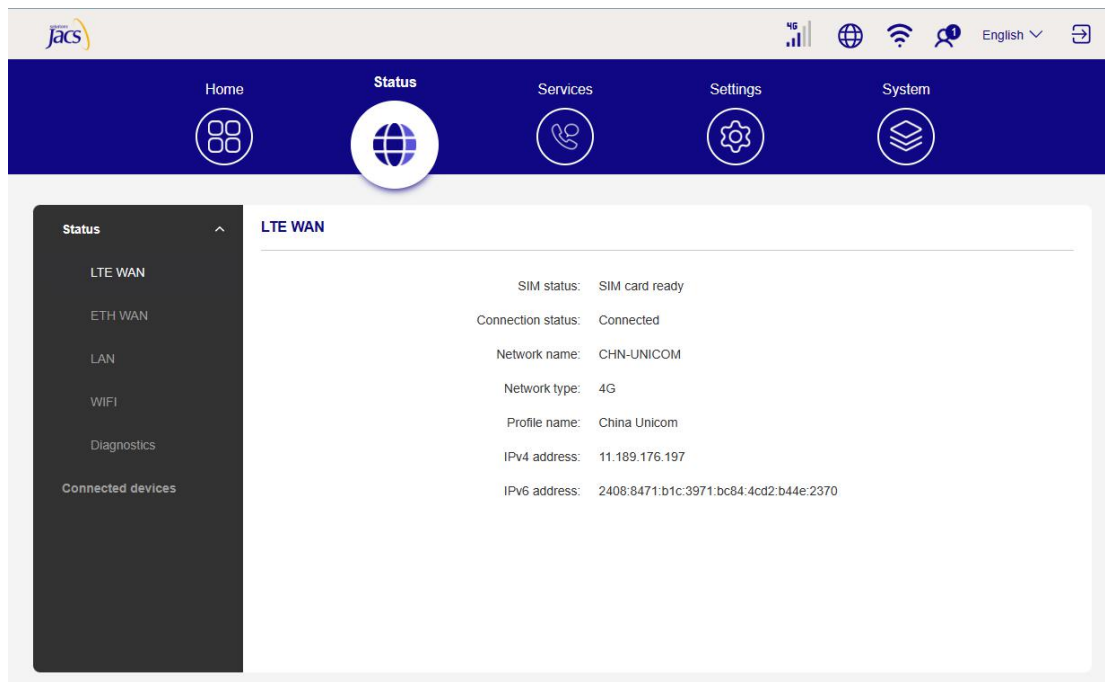 solutions
jacs
4G
1
English
Home
Status
Services
Settings
System
Status
LTE WAN
ETH WAN
LAN
WIFI
Diagnostics
Connected devices
LTE WAN
SIM status: SIM card ready
Connection status: Connected
Network name: CHN-UNICOM
Network type: 4G
Profile name: China Unicom
IPv4 address: 11.189.176.197
IPv6 address: 2408:8471:b1c:3971:bc84:4cd2:b44e:2370